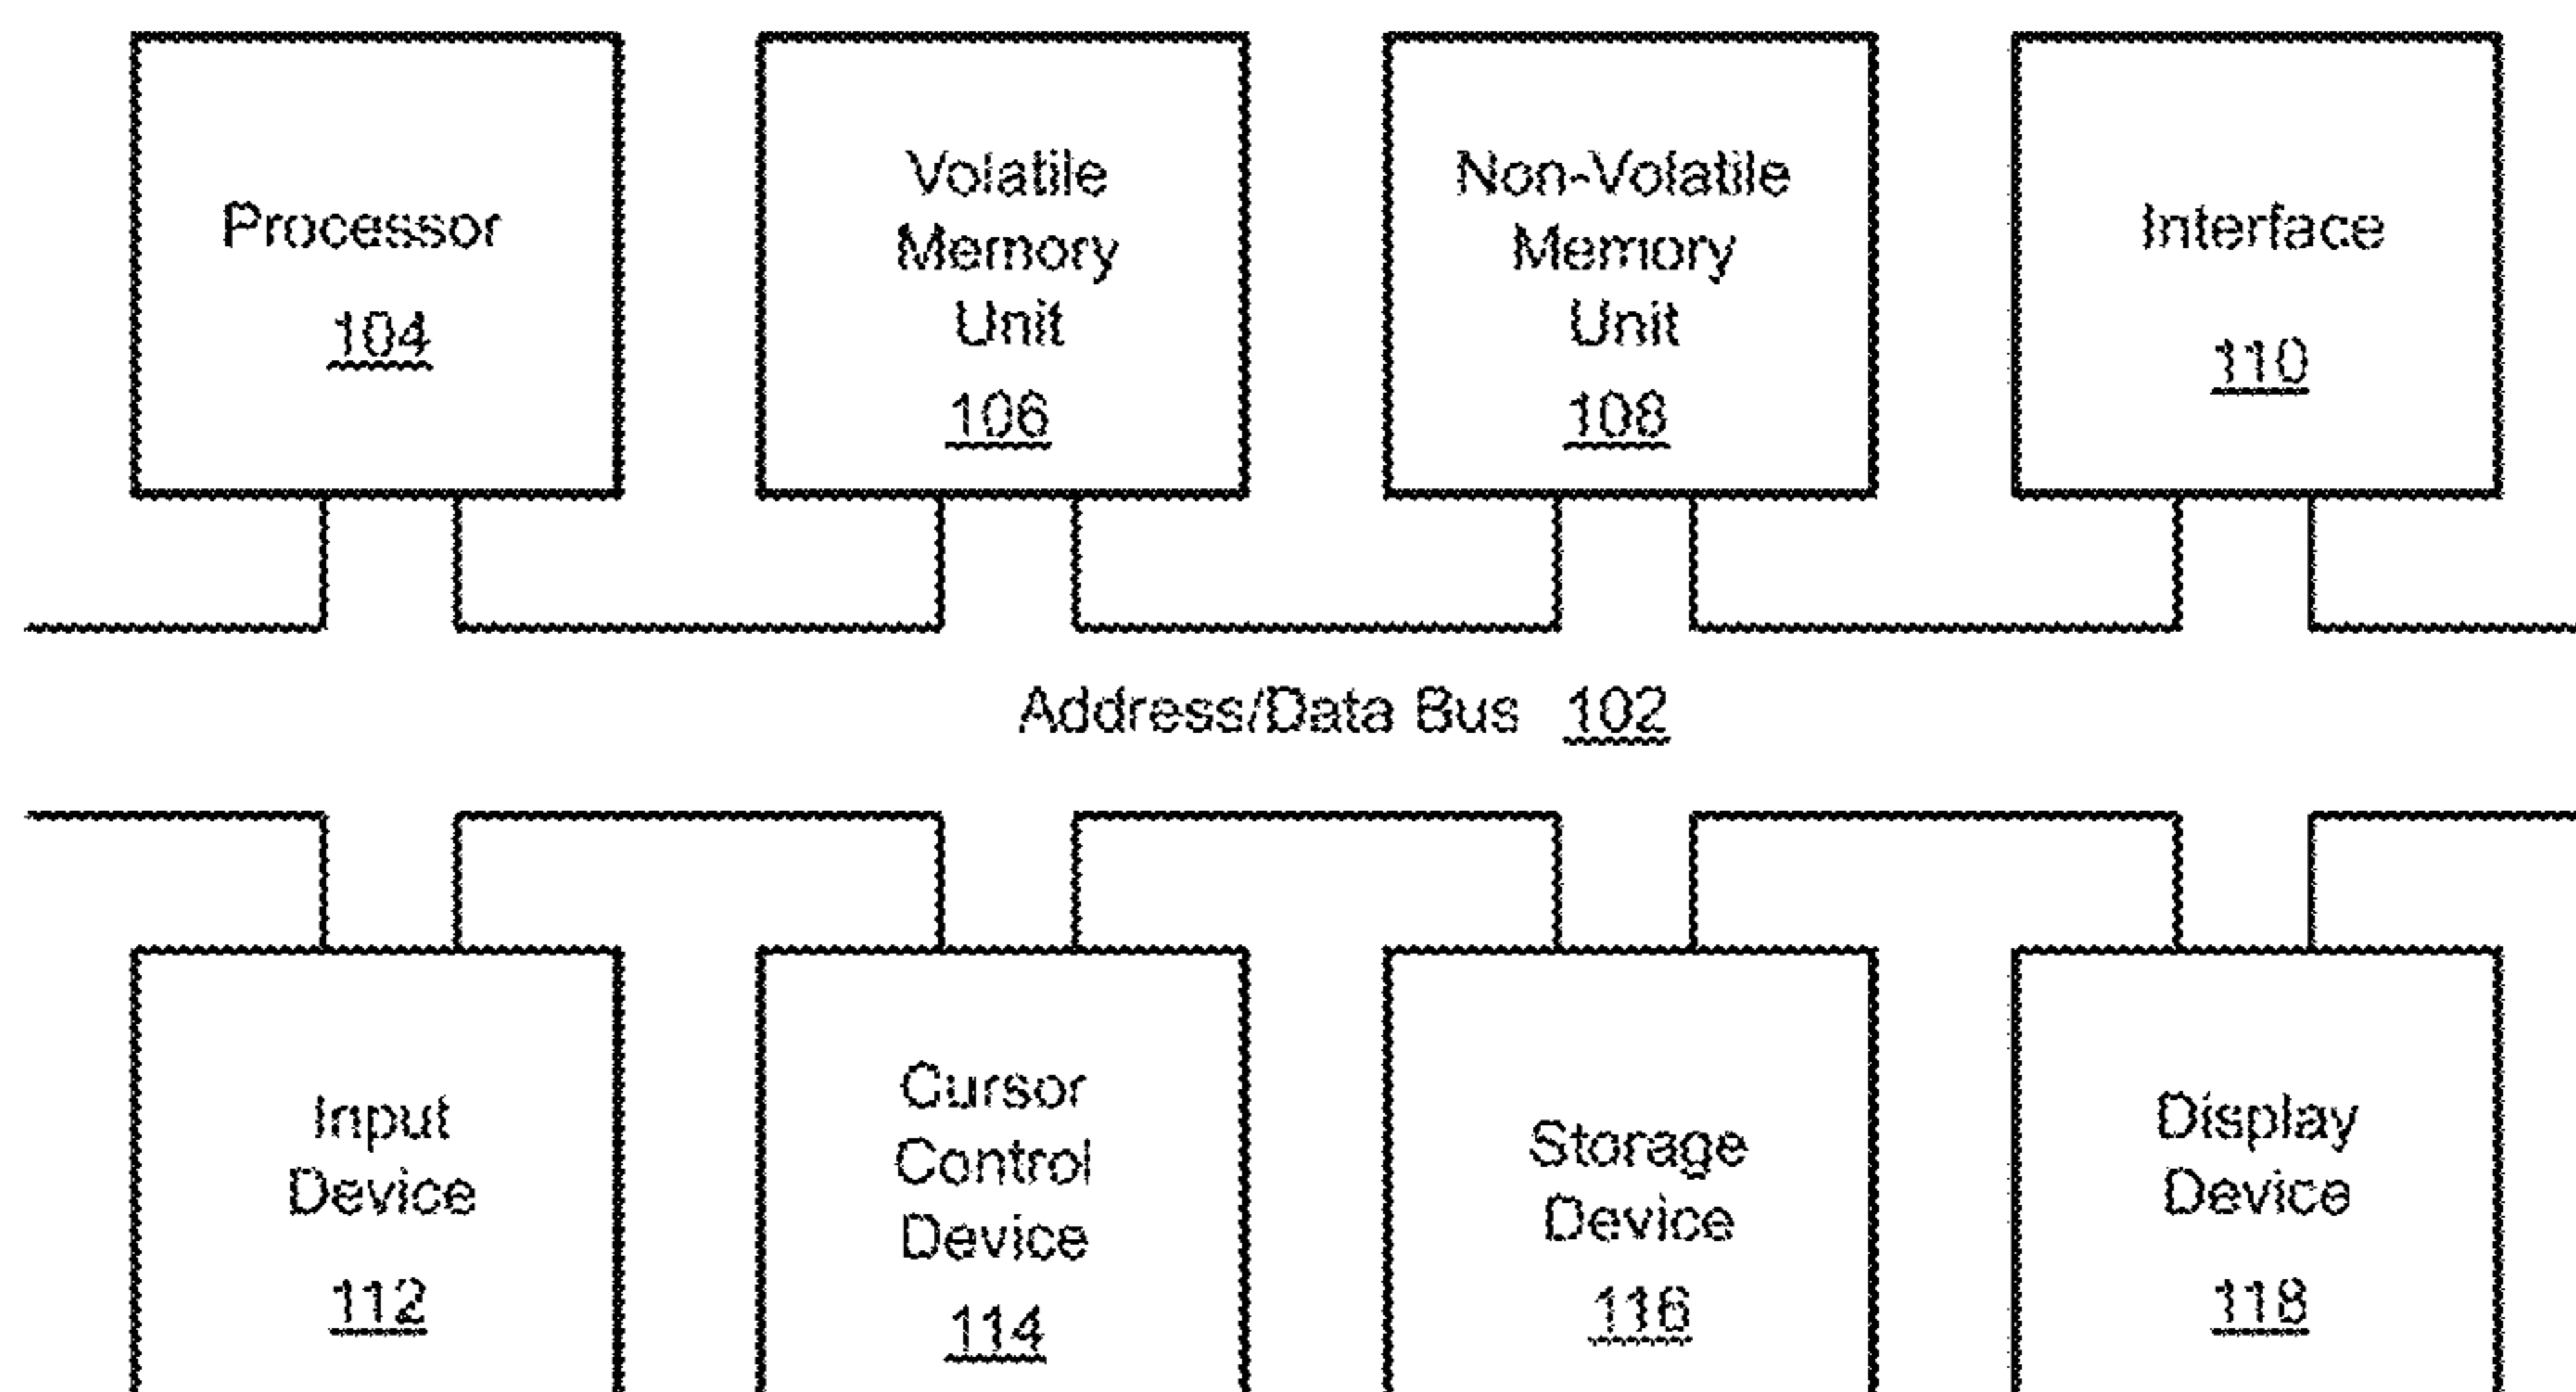 Processor
104
Volatile
Memory
Unit
106
Non-Volatile
Memory
Unit
108
Interface
110
Address/Data Bus 102
Input
Device
112
Cursor
Control
Device
114
Storage
Device
116
Display
Device
118